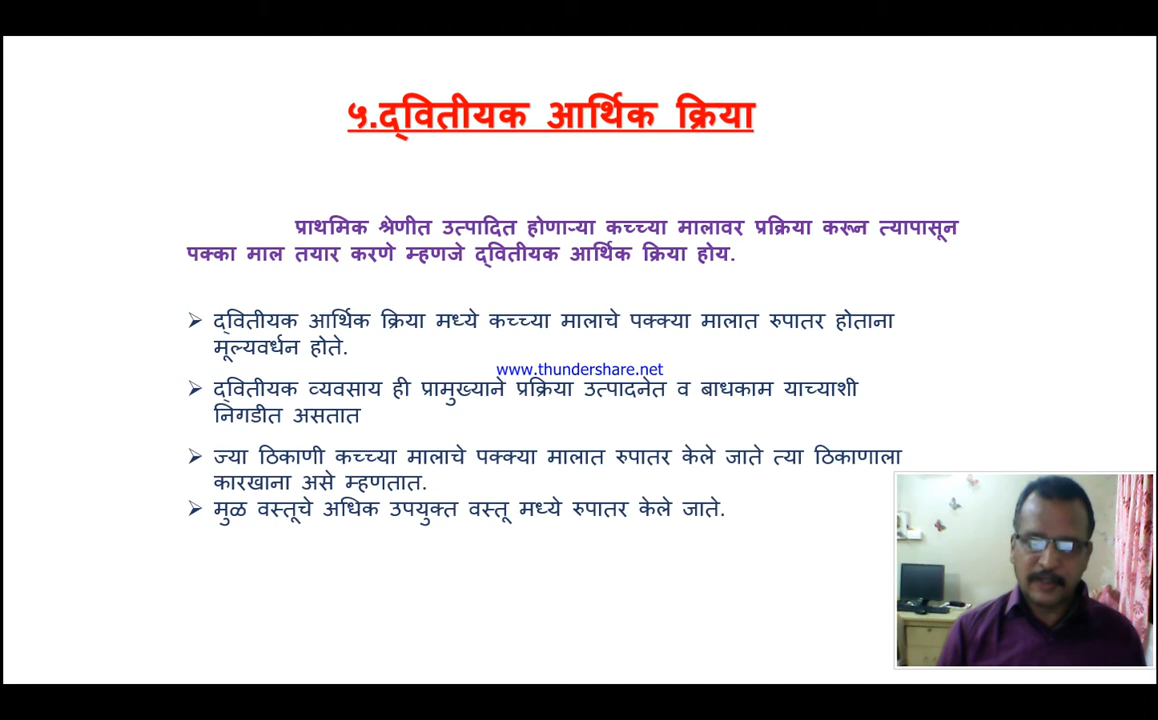 ५.द्वितीयक आर्थिक क्रिया
प्राथमिक श्रेणीत उत्पादित होणाऱ्या कच्च्या मालावर प्रक्रिया करून त्यापासून
पक्का माल तयार करणे म्हणजे द्वितीयक आर्थिक क्रिया होय.
➢ द्वितीयक आर्थिक क्रिया मध्ये कच्च्या मालाचे पक्क्या मालात रुपातर होताना
मूल्यवर्धन होते.
www.thundershare.net
➢ द्वितीयक व्यवसाय ही प्रामुख्याने प्रक्रिया उत्पादनेत व बाधकाम याच्याशी
निगडीत असतात
➢ ज्या ठिकाणी कच्च्या मालाचे पक्क्या मालात रुपातर केले जाते त्या ठिकाणाला
कारखाना असे म्हणतात.
➢ मुळ वस्तूचे अधिक उपयुक्त वस्तू मध्ये रुपातर केले जाते.